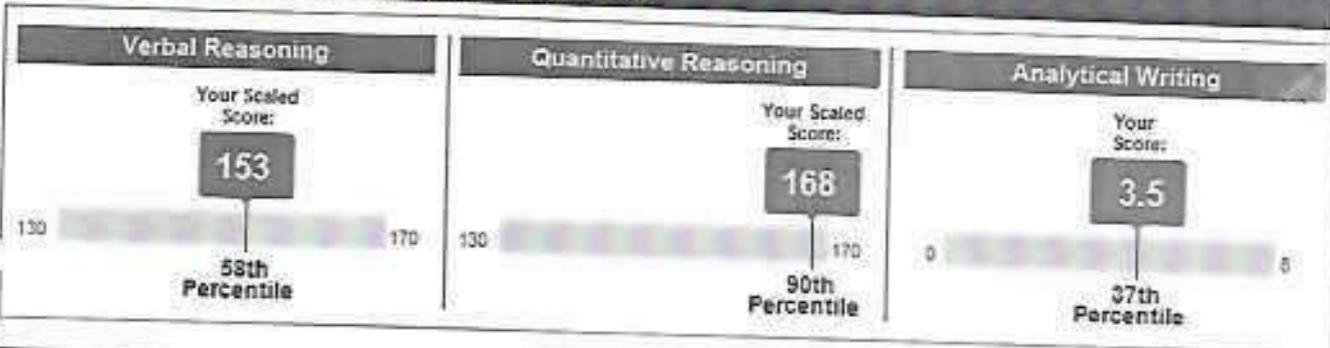 Verbal Reasoning
Your Scaled
Score:
153
130
170
58th
Percentile
Quantitative Reasoning
Your Scaled
Score:
168
130
170
90th
Percentile
Analytical Writing
Your
Score:
3.5
0
6
37th
Percentile